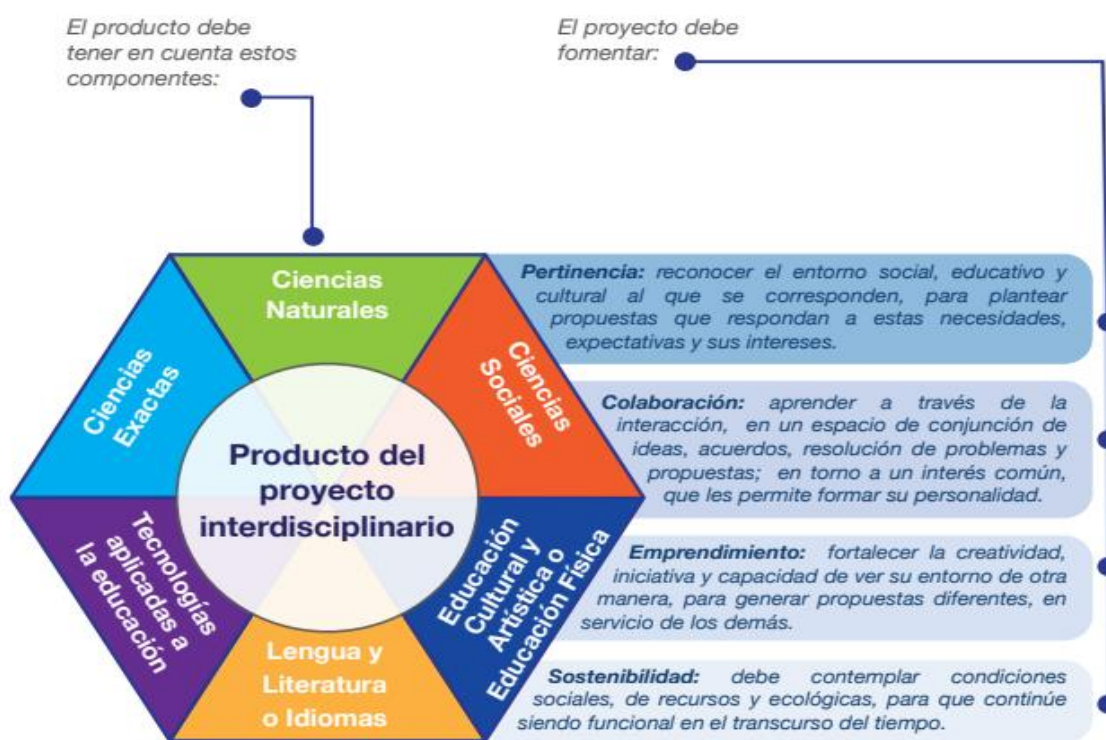 El producto debe
tener en cuenta estos
componentes:
El proyecto debe
fomentar:
Ciencias
Naturales
Ciencias
Exactas
Ciencias
Sociales
Producto del
proyecto
interdisciplinario
Tecnologías
aplicadas a
la educación
Lengua y
Literatura
o Idiomas
Educación
Cultural y
Artística o
Educación Física
Pertinencia: reconocer el entorno social, educativo y
cultural al que se corresponden, para plantear
propuestas que respondan a estas necesidades,
expectativas y sus intereses.
Colaboración: aprender a través de la
interacción, en un espacio de conjunción de
ideas, acuerdos, resolución de problemas y
propuestas; en torno a un interés común,
que les permite formar su personalidad.
Emprendimiento: fortalecer la creatividad,
iniciativa y capacidad de ver su entorno de otra
manera, para generar propuestas diferentes, en
servicio de los demás.
Sostenibilidad: debe contemplar condiciones
sociales, de recursos y ecológicas, para que continúe
siendo funcional en el transcurso del tiempo.